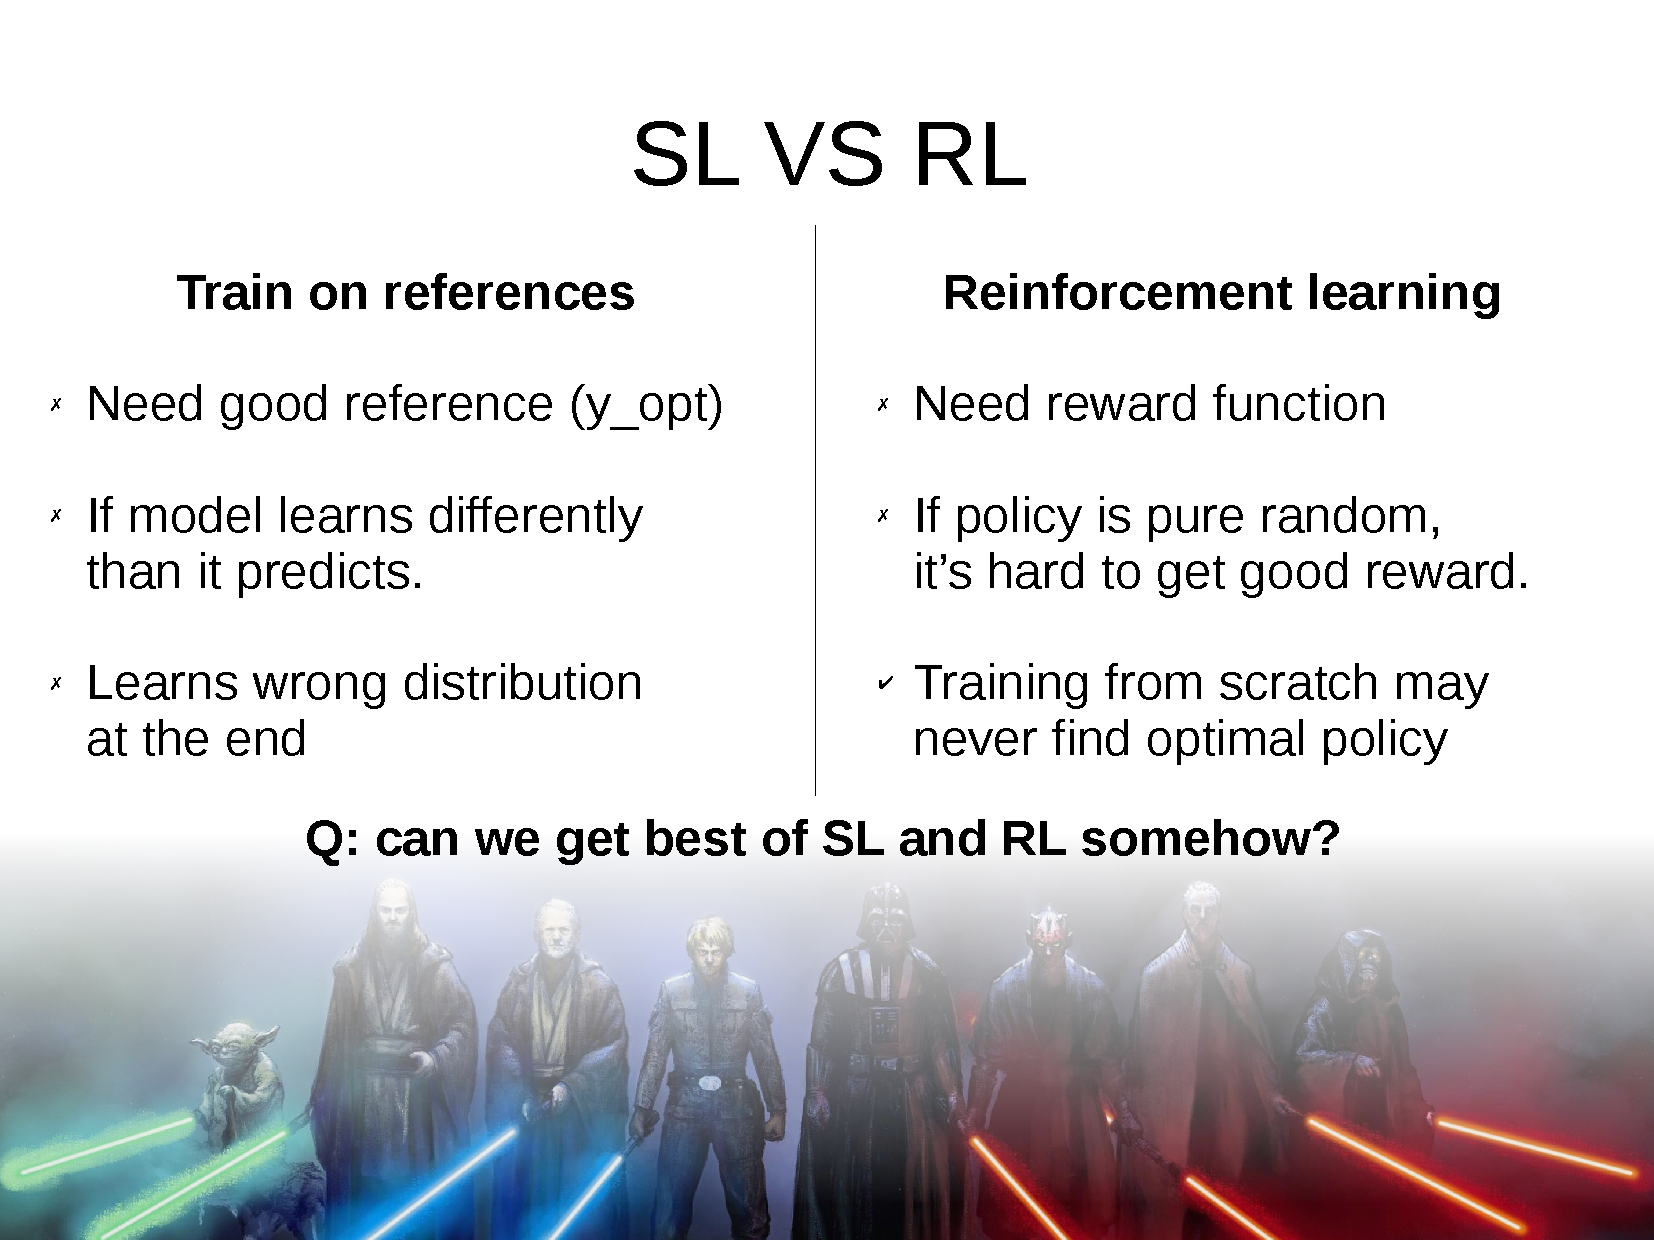 SL VS RL
Train on references
✗ Need good reference (y_opt)
✗ If model learns differently
than it predicts.
✗ Learns wrong distribution
at the end
Reinforcement learning
✗ Need reward function
✗ If policy is pure random,
it’s hard to get good reward.
✔ Training from scratch may
never find optimal policy
Q: can we get best of SL and RL somehow?